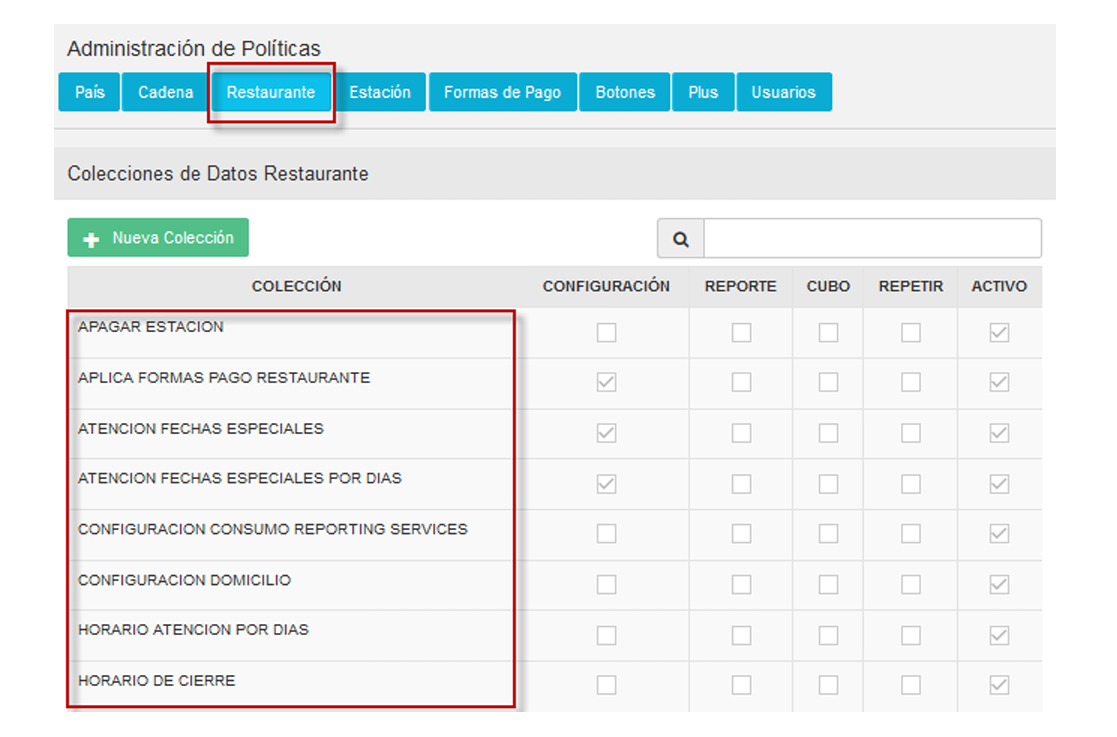 Administración de Políticas
País Cadena Restaurante Estación Formas de Pago Botones Plus Usuarios
Colecciones de Datos Restaurante
Nueva Colección
COLECCIÓN CONFIGURACIÓN REPORTE CUBO REPETIR ACTIVO
APAGAR ESTACION
APLICA FORMAS PAGO RESTAURANTE
ATENCION FECHAS ESPECIALES
ATENCION FECHAS ESPECIALES POR DIAS
CONFIGURACION CONSUMO REPORTING SERVICES
CONFIGURACION DOMICILIO
HORARIO ATENCION POR DIAS
HORARIO DE CIERRE